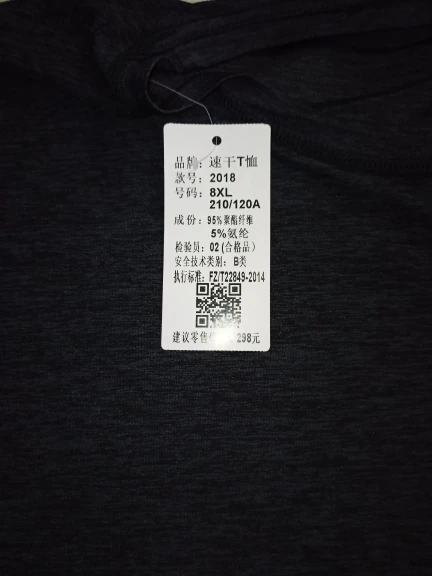 品牌：速干T恤
款号：2018
号码：8XL
210/120A
成份：95%聚酯纤维
5%氨纶
检验员：02(合格品)
安全技术类别：B类
执行标准：FZ/T22849-2014
建议零售 298元